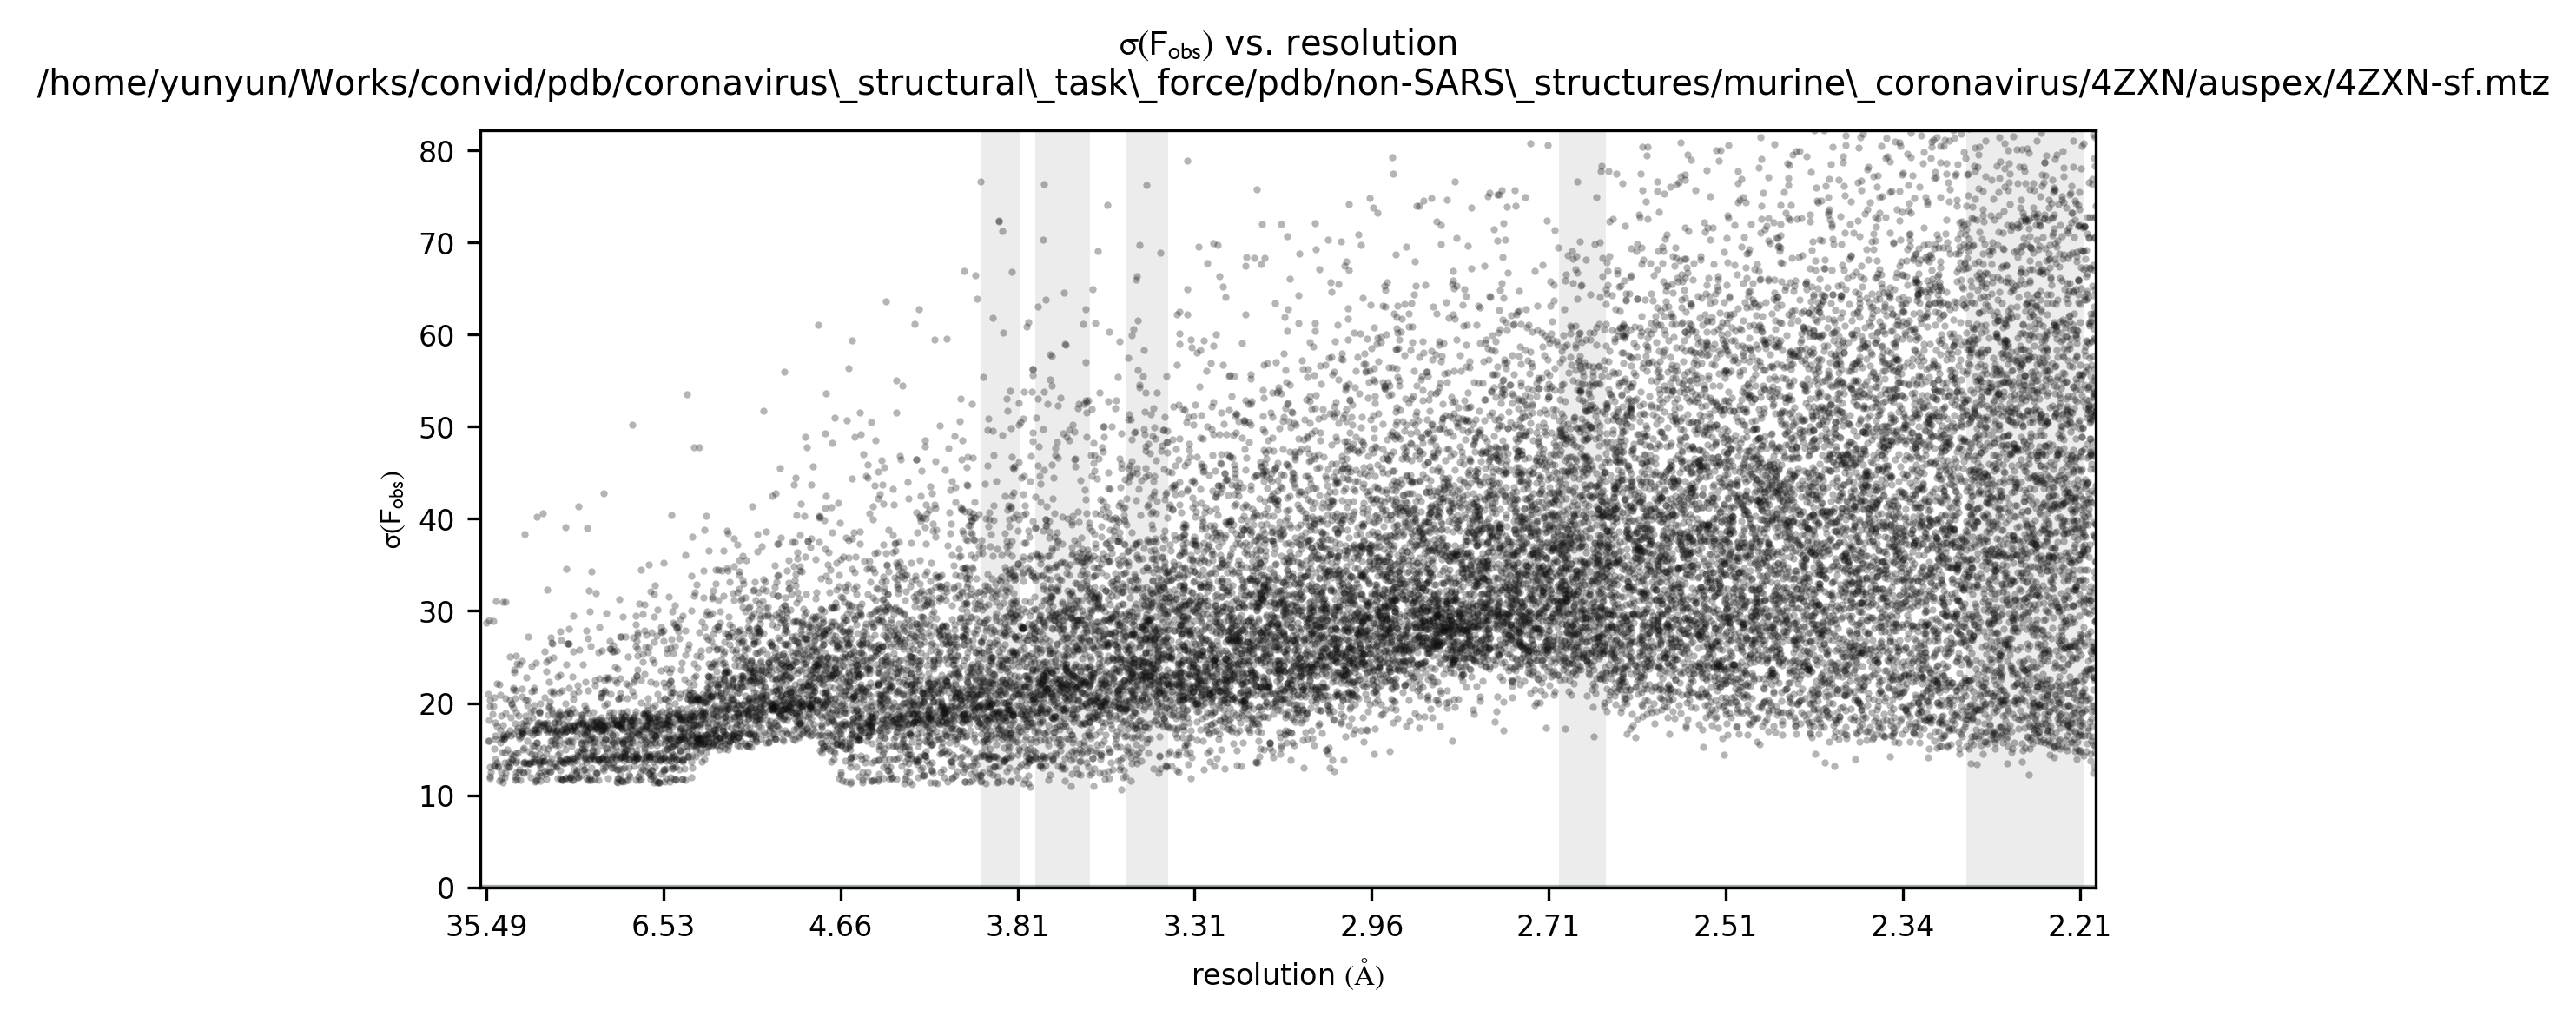 σ(Fobs) vs. resolution
/home/yunyun/Works/convid/pdb/coronavirus\_structural\_task\_force/pdb/non-SARS\_structures/murine\_coronavirus/4ZXN/auspex/4ZXN-sf.mtz
σ(Fobs)
80
70
60
50
40
30
20
10
0
35.49 6.53 4.66 3.81 3.31 2.96 2.71 2.51 2.34 2.21
resolution (Å)